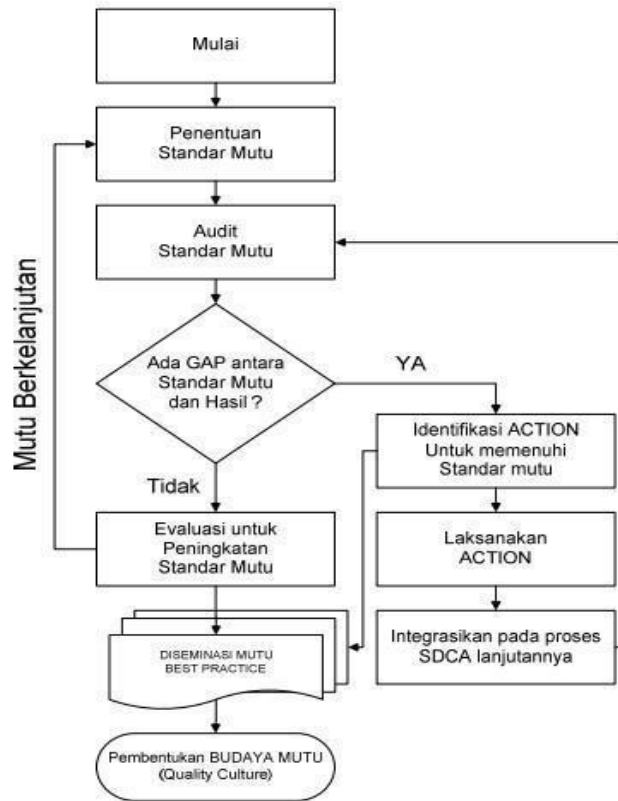 Mulai
Penentuan
Standar Mutu
Audit
Standar Mutu
Mutu Berkelanjutan
Ada GAP antara
Standar Mutu
dan Hasil ?
YA
Identifikasi ACTION
Untuk memenuhi
Standar mutu
Tidak
Evaluasi untuk
Peningkatan
Standar Mutu
Laksanakan
ACTION
Integrasikan pada proses
SDCA lanjutannya
DISEMINASI MUTU
BEST PRACTICE
Pembentukan BUDAYA MUTU
(Quality Culture)